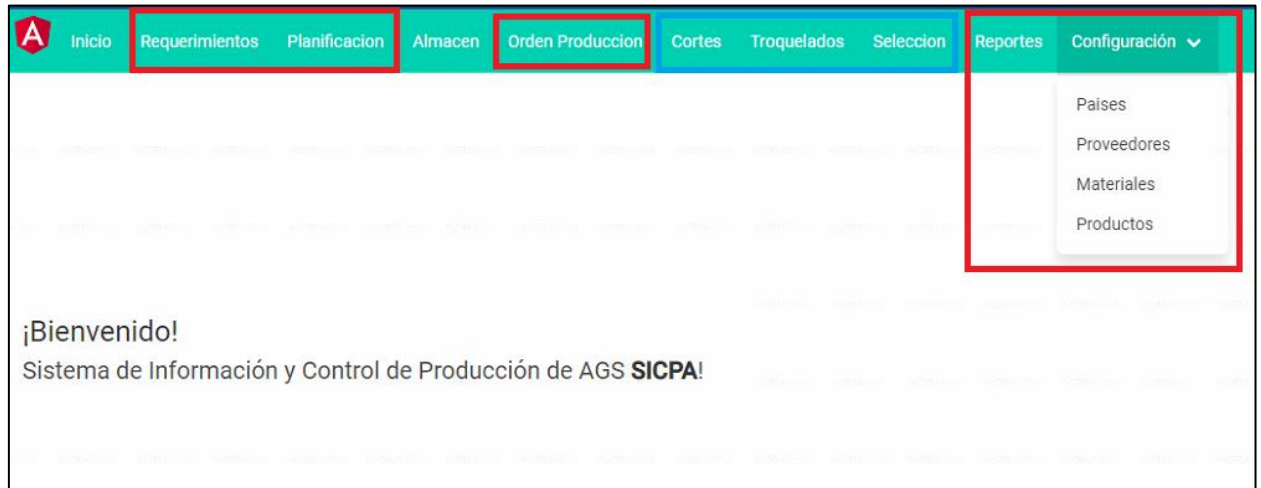 A Inicio Requerimientos Planificacion Almacen Orden Produccion Cortes Troquelados Seleccion Reportes Configuración
Paises
Proveedores
Materiales
Productos
¡Bienvenido!
Sistema de Información y Control de Producción de AGS SICPA!